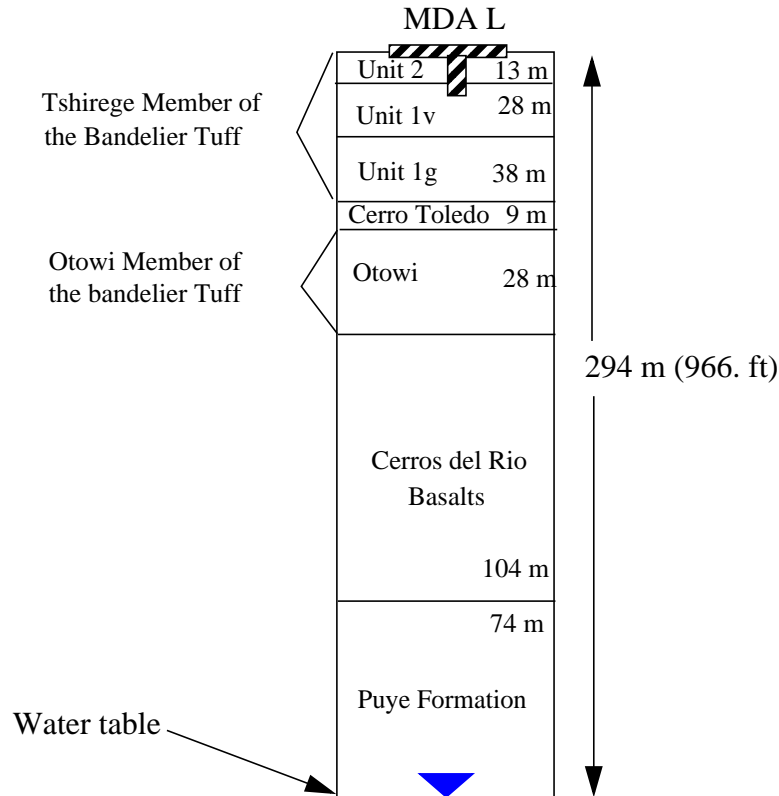 MDA L
Unit 2 13 m
Tshirege Member of
the Bandelier Tuff
Unit 1v 28 m
Unit 1g 38 m
Cerro Toledo 9 m
Otowi Member of
the bandelier Tuff
Otowi 28 m
294 m (966. ft)
Cerros del Rio
Basalts
104 m
74 m
Puye Formation
Water table